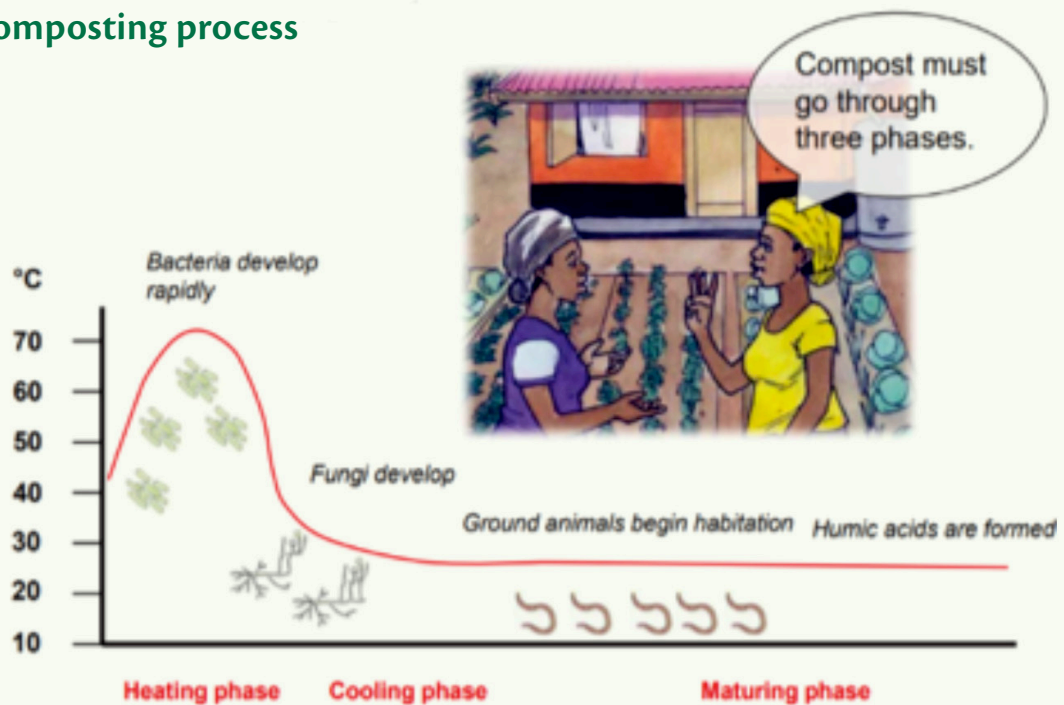 omposting process
Compost must
go through
three phases.
Bacteria develop
rapidly
°C
70
60
50
40
30
20
10
Fungi develop
Ground animals begin habitation
Humic acids are formed
Heating phase
Cooling phase
Maturing phase